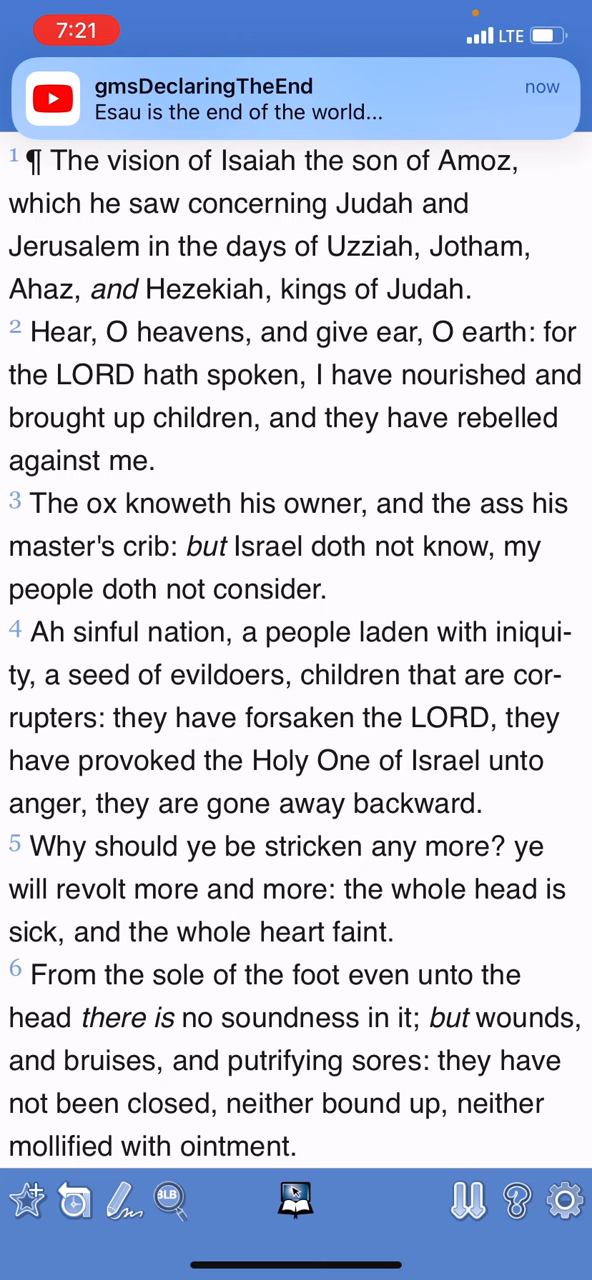 7:21
LTE
gmsDeclaringTheEnd
now
Esau is the end of the world...
1 ¶ The vision of Isaiah the son of Amoz,
which he saw concerning Judah and
Jerusalem in the days of Uzziah, Jotham,
Ahaz, and Hezekiah, kings of Judah.
2 Hear, O heavens, and give ear, O earth: for
the LORD hath spoken, I have nourished and
brought up children, and they have rebelled
against me.
3 The ox knoweth his owner, and the ass his
master's crib: but Israel doth not know, my
people doth not consider.
4 Ah sinful nation, a people laden with iniqui-
ty, a seed of evildoers, children that are cor-
rupters: they have forsaken the LORD, they
have provoked the Holy One of Israel unto
anger, they are gone away backward.
5 Why should ye be stricken any more? ye
will revolt more and more: the whole head is
sick, and the whole heart faint.
6 From the sole of the foot even unto the
head there is no soundness in it; but wounds,
and bruises, and putrifying sores: they have
not been closed, neither bound up, neither
mollified with ointment.
BLB